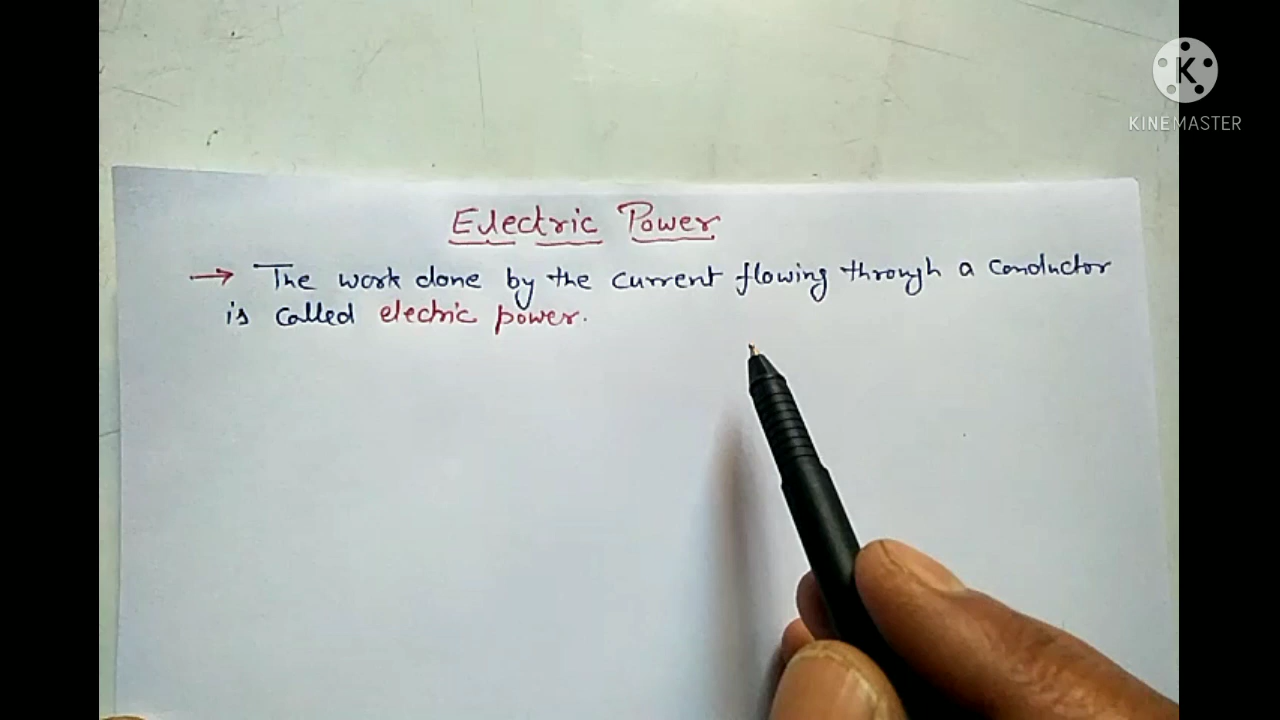 K
KINEMASTER
Electric Power
→ The work done by the current flowing through a conductor
is called electric power.